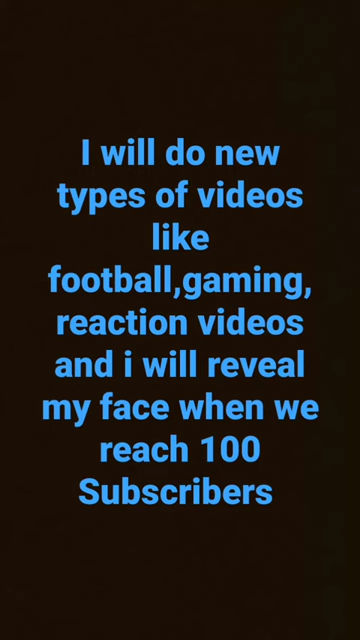 I will do new
types of videos
like
football,gaming,
reaction videos
and i will reveal
my face when we
reach 100
Subscribers